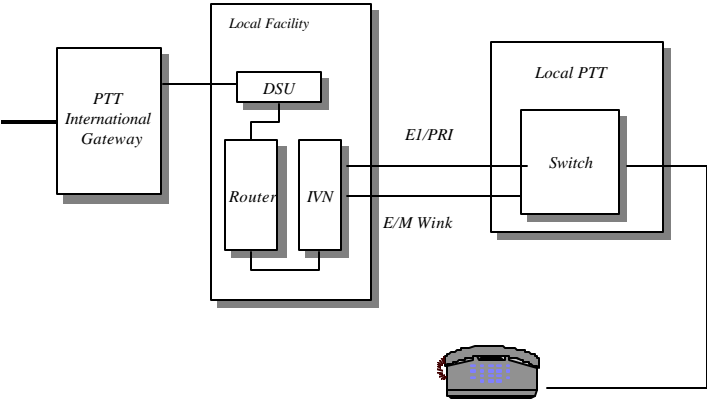 Local Facility
PTT
International
Gateway
DSU
Router
IVN
E1/PRI
E/M Wink
Local PTT
Switch